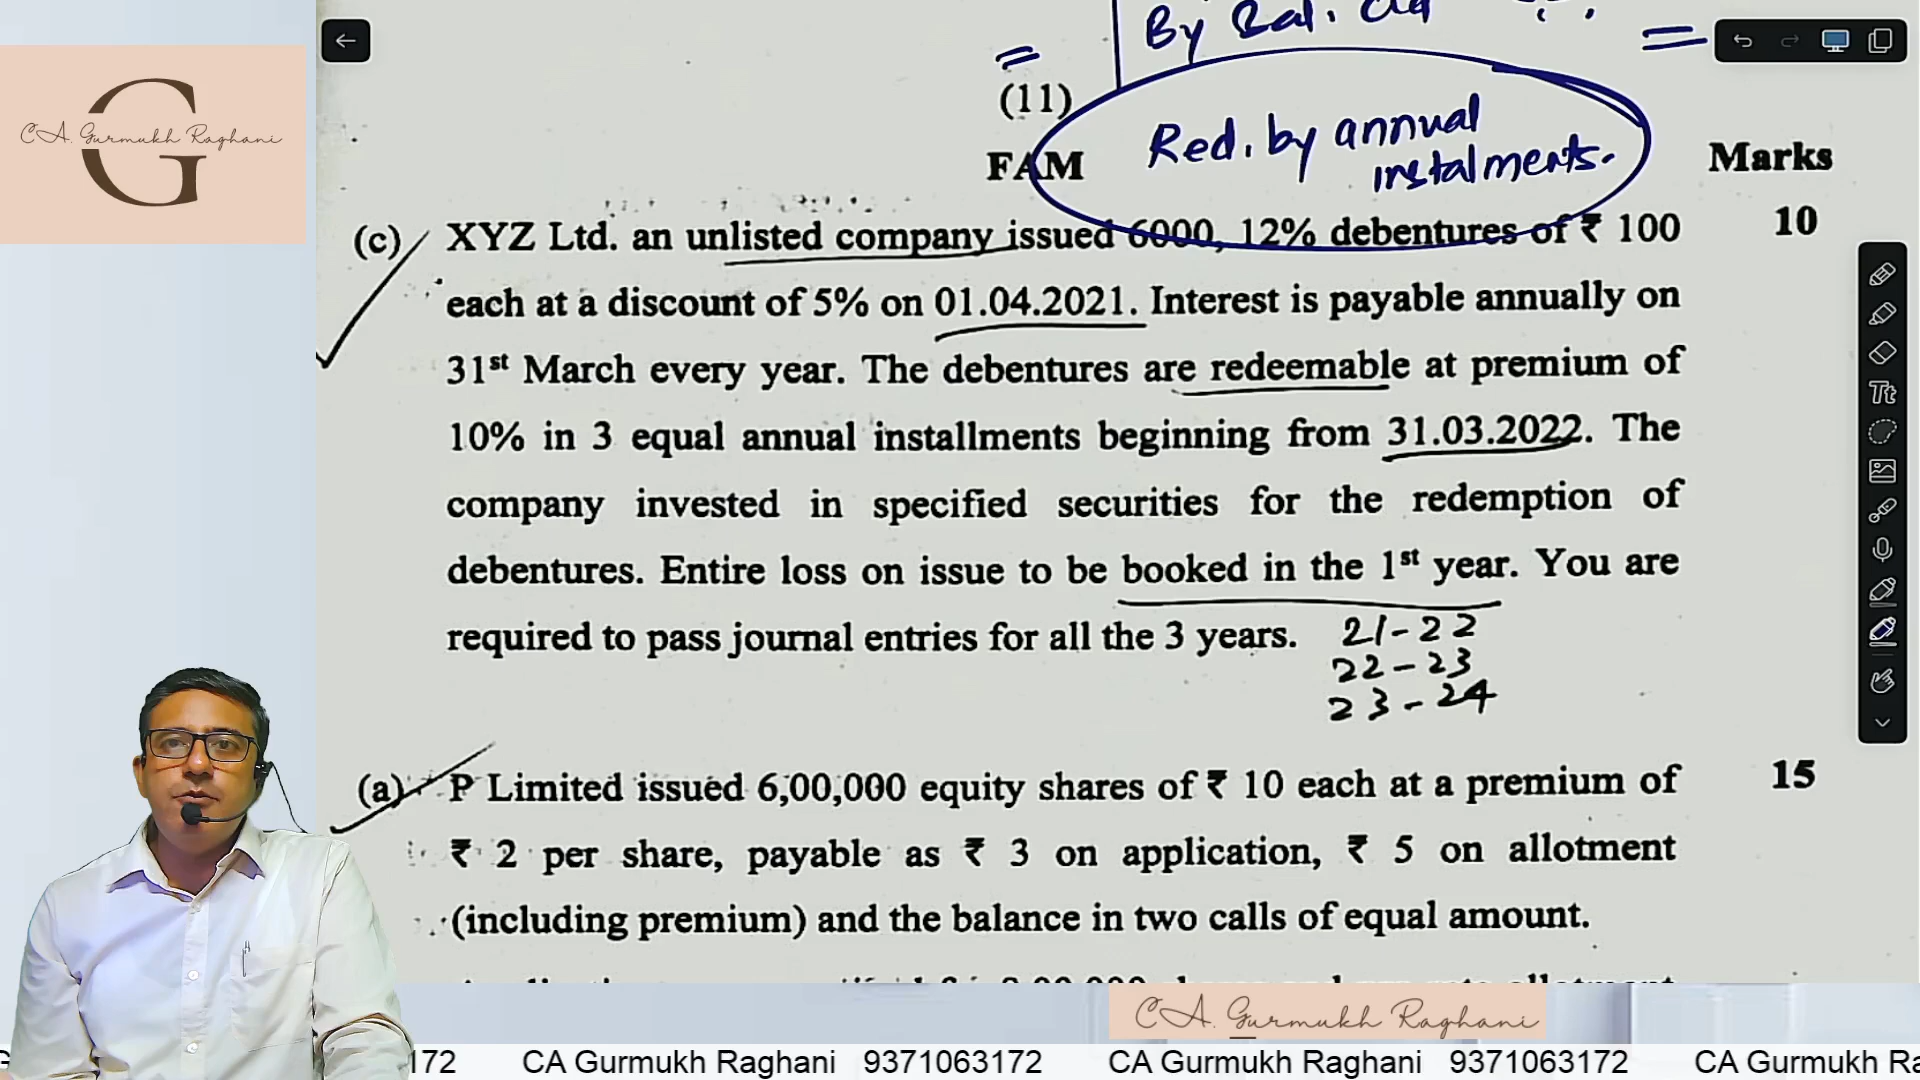 By Bal. c/d
(11)
Red. by annual
instalments.
CA. Gurmukh Raghani
G
FAM
Marks
(c) XYZ Ltd. an unlisted company issued 6000, 12% debentures of ₹ 100
10
each at a discount of 5% on 01.04.2021. Interest is payable annually on
31st March every year. The debentures are redeemable at premium of
10% in 3 equal annual installments beginning from 31.03.2022. The
company invested in specified securities for the redemption of
debentures. Entire loss on issue to be booked in the 1st year. You are
required to pass journal entries for all the 3 years.
21-22
22-23
23-24
(a) P Limited issued 6,00,000 equity shares of ₹ 10 each at a premium of
15
₹ 2 per share, payable as ₹ 3 on application, ₹ 5 on allotment
(including premium) and the balance in two calls of equal amount.
CA. Gurmukh Raghani
172 CA Gurmukh Raghani 9371063172 CA Gurmukh Raghani 9371063172 CA Gurmukh Ra